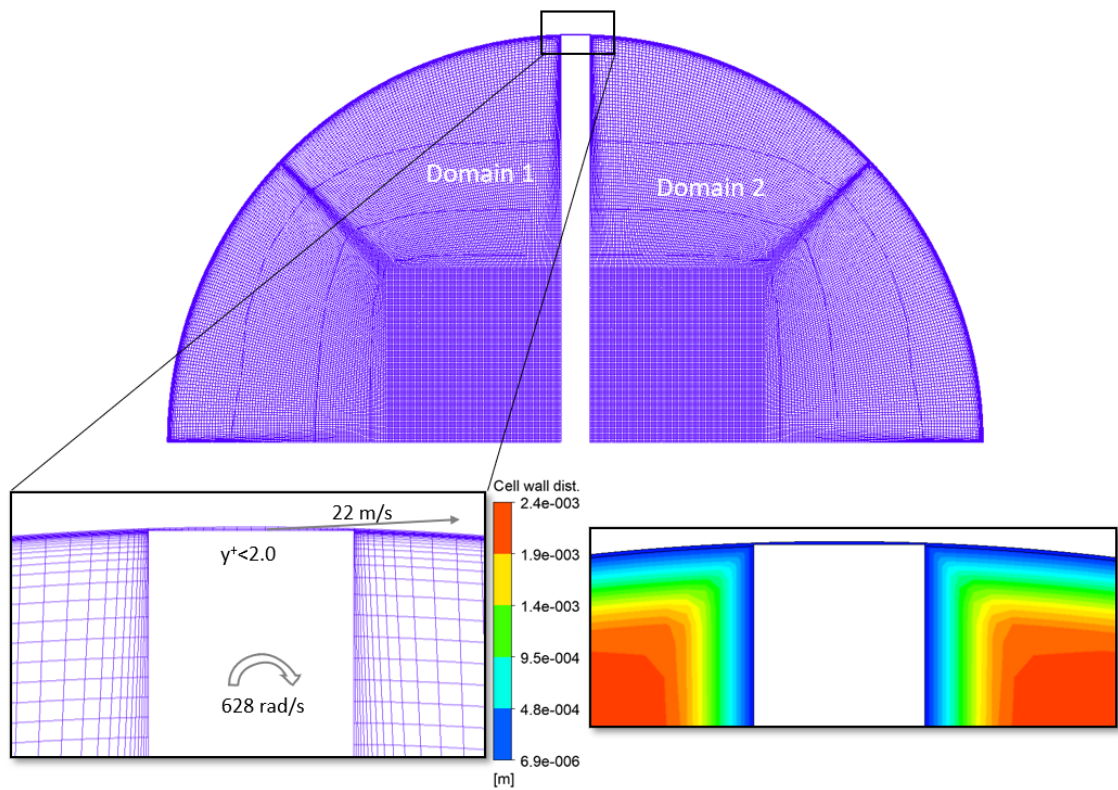 Domain 1
Domain 2
22 m/s
y⁺<2.0
628 rad/s
Cell wall dist.
2.4e-003
1.9e-003
1.4e-003
9.5e-004
4.8e-004
6.9e-006
[m]